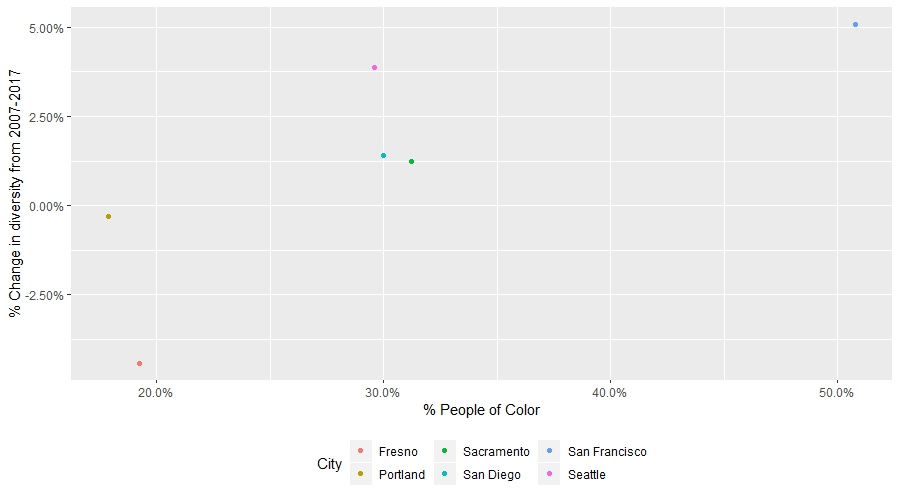 % Change in diversity from 2007-2017
5.00%
2.50%
0.00%
-2.50%
20.0%
30.0%
40.0%
50.0%
% People of Color
City
Fresno
Sacramento
San Francisco
Portland
San Diego
Seattle